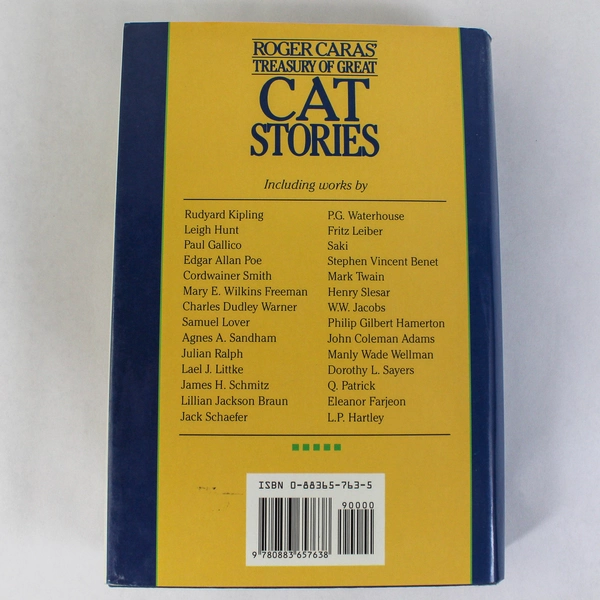 ROGER CARAS'
TREASURY OF GREAT
CAT
STORIES
Including works by
Rudyard Kipling
Leigh Hunt
Paul Gallico
Edgar Allan Poe
Cordwainer Smith
Mary E. Wilkins Freeman
Charles Dudley Warner
Samuel Lover
Agnes A. Sandham
Julian Ralph
Lael J. Littke
James H. Schmitz
Lillian Jackson Braun
Jack Schaefer
P.G. Waterhouse
Fritz Leiber
Saki
Stephen Vincent Benet
Mark Twain
Henry Slesar
W.W. Jacobs
Philip Gilbert Hamerton
John Coleman Adams
Manly Wade Wellman
Dorothy L. Sayers
Q. Patrick
Eleanor Farjeon
L.P. Hartley
ISBN 0-88365-763-5
90000
9 780883 657638